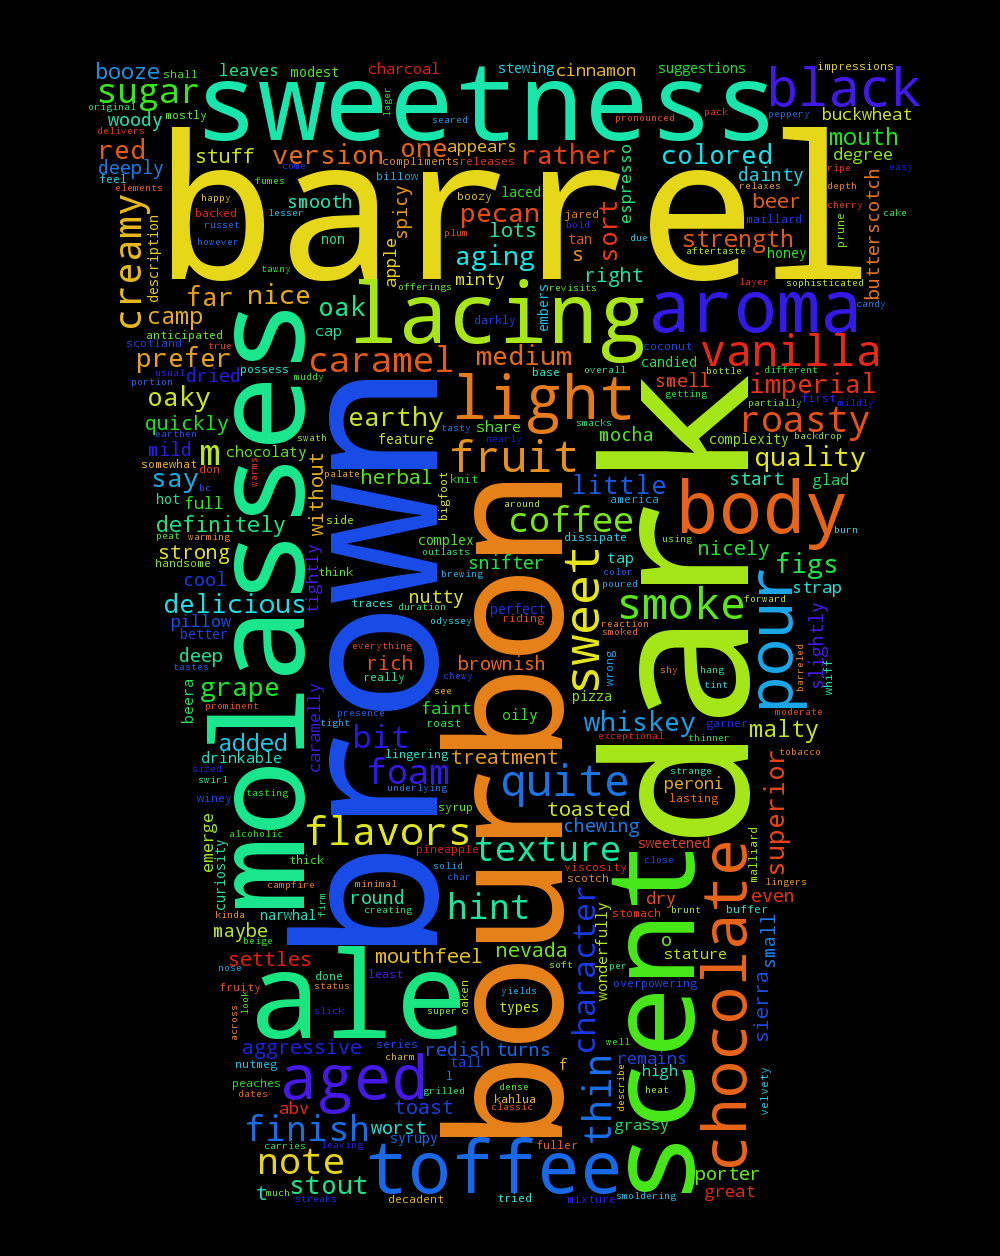 booze
shall
leaves
modest
charcoal
stewing
cinnamon
suggestions
impressions
sugar
sweetness
black
original
mostly
lager
seared
pronounced
pack
peppery
buckwheat
woody
delivers
red
stuff
version
one
appears
rather
colored
mouth
degree
deeply
feel
elements
come
fumes
compliments
releases
billow
espresso
dainty
ripe
easy
relaxes
depth
barrel
creamy
happy
smooth
spicy
boozy
laced
beer
maillard
cherry
cake
backed
lesser
russet
pecan
jared
sort
bold
prune
butterscotch
description
however
non
apple
plum
lots
tan
due
strength
aftertaste
honey
tawny
aging
s
minty
right
layer
sophisticated
candy
far
nice
oak
offerings
revisits
embers
lacing
aroma
camp
anticipated
cap
darkly
coconut
scotland
true
prefer
possess
caramel
medium
candied
vanilla
usual
dried
muddy
base
overall
smell
getting
bottle
different
portion
oaky
molasses
brown
light
imperial
partially
first
mildly
earthy
tasty
share
smacks
quickly
earthen
swath
feature
nearly
mocha
complexity
roasty
backdrop
mild
m
chocolaty
without
palate
fruit
quality
somewhat
don
warms
say
bc
herbal
knit
little
start
glad
hot
full
side
bigfoot
around
america
body
definitely
peat
warming
coffee
using
burn
strong
complex
dissipate
nicely
handsome
tightly
think
outlasts
snifter
tap
figs
cool
brewing
color
strap
delicious
traces
nutty
poured
sweet
smoke
forward
pillow
duration
perfect
better
odyssey
riding
reaction
smoked
slightly
deep
everything
bourbon
dark
pour
tastes
rich
brownish
wrong
shy
hang
barreled
whiff
grape
really
chewy
tint
beera
caramelly
see
pizza
prominent
presence
faint
oily
moderate
added
tight
roast
whiskey
garner
malty
bit
exceptional
thinner
drinkable
lingering
treatment
tobacco
sized
swirl
foam
quite
strange
superior
underlying
peroni
winey
tasting
lasting
syrup
toasted
flavors
chewing
emerge
alcoholic
sweetened
malliard
curiosity
thick
pineapple
texture
close
solid
viscosity
campfire
minimal
char
scotch
chocolate
lingers
round
firm
hint
dry
even
kinda
narwhal
creating
character
wonderfully
stomach
brunt
buffer
maybe
beige
o
small
settles
mouthfeel
nevada
stature
nose
done
least
soft
per
fruity
status
oaken
yields
overpowering
sierra
look
across
ale
slick
super
types
scent
aggressive
series
redish
turns
well
nutmeg
charm
tall
f
remains
peaches
aged
l
high
dates
grilled
dense
kahlua
thin
describe
heat
velvety
abv
toast
classic
finish
worst
grassy
carries
leaving
syrupy
fuller
note
toffee
porter
t
much
stout
smoldering
great
streaks
decadent
tried
mixture